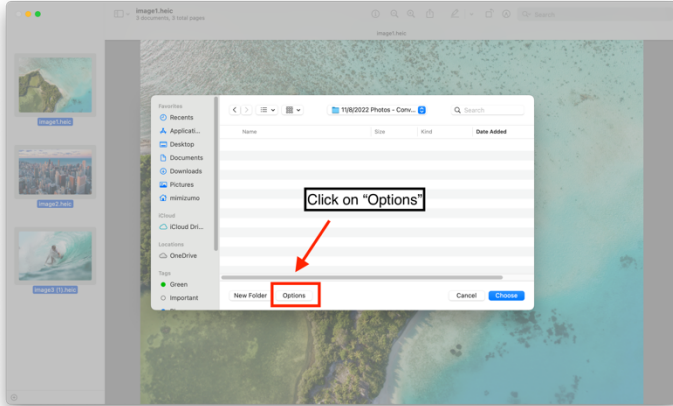 image1.heic
3 documents, 3 total pages
Search
image1.heic
image1.heic
image2.heic
image3 (1).heic
Favorites
Recents
Applicati...
Desktop
Documents
Downloads
Pictures
mimizumo
iCloud
iCloud Dri...
Locations
OneDrive
Tags
Green
Important
11/8/2022 Photos - Conv...
Search
Name Size Kind Date Added
Click on “Options”
New Folder Options Cancel Choose